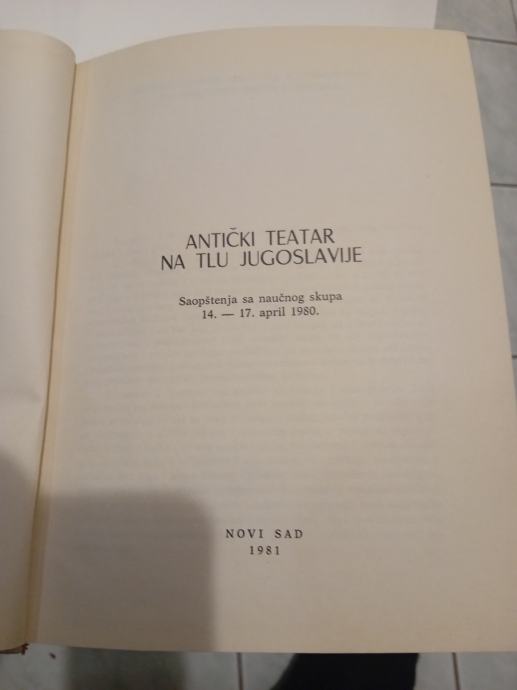 ANTIČKI TEATAR
NA TLU JUGOSLAVIJE
Saopštenja sa naučnog skupa
14. — 17. april 1980.
NOVI SAD
1981